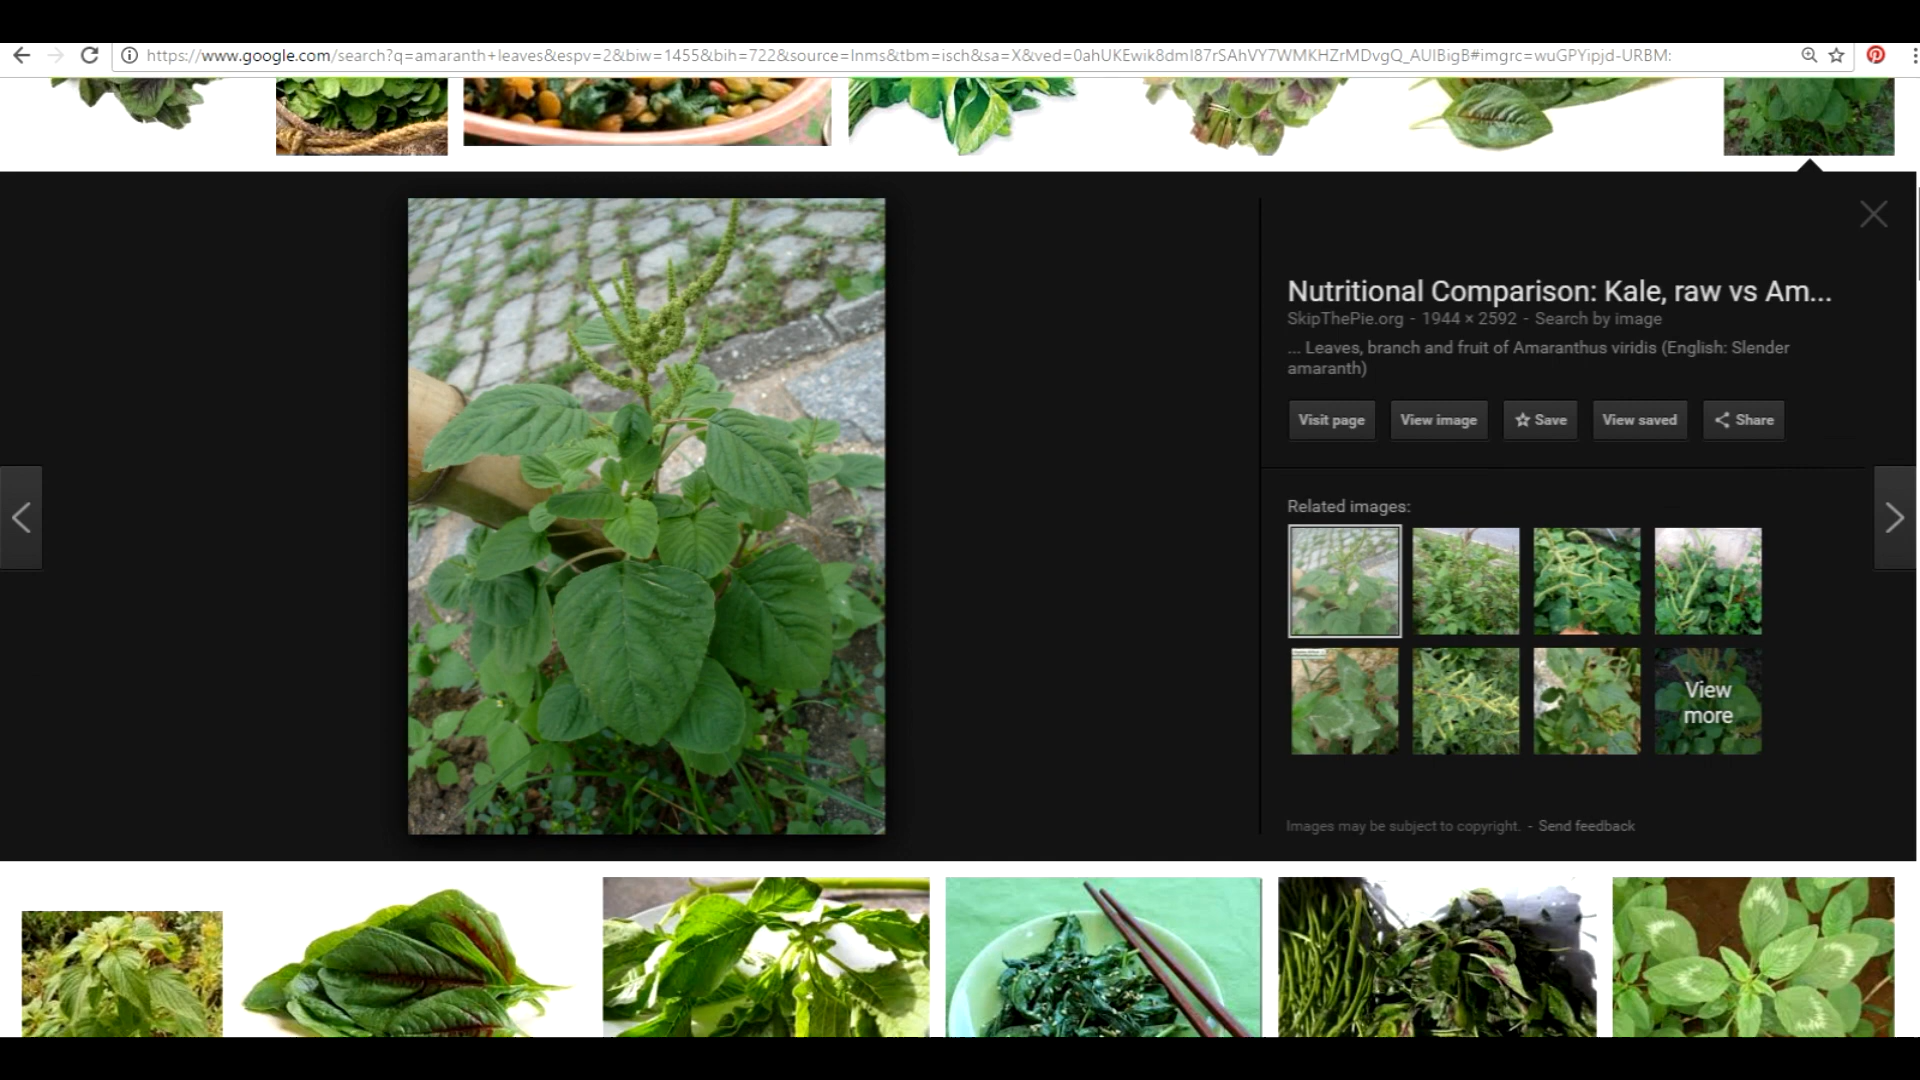 https://www.google.com/search?q=amaranth+leaves&espv=2&biw=1455&bih=722&source=lnms&tbm=isch&sa=X&ved=0ahUKEwik8dmI87rSAhVY7WMKHZrMDvgQ_AUIBigB#imgrc=wuGPYipjd-URBM:
Nutritional Comparison: Kale, raw vs Am...
SkipThePie.org - 1944 × 2592 - Search by image
... Leaves, branch and fruit of Amaranthus viridis (English: Slender
amaranth)
Visit page View image Save View saved Share
Related images:
View
more
Images may be subject to copyright. - Send feedback